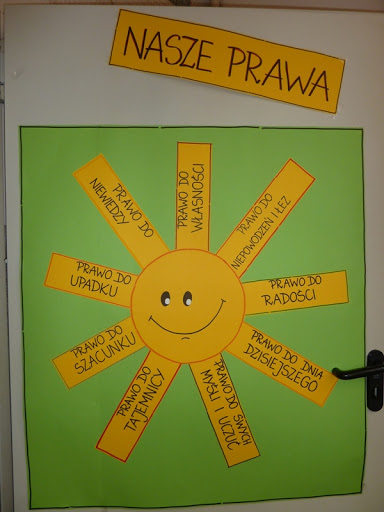 NASZE PRAWA
PRAWO DO
WŁASNOŚCI
PRAWO DO
NIEPOWODZEŃ I ŁEZ
PRAWO DO
RADOŚCI
PRAWO DO DNIA
DZISIEJSZEGO
PRAWO DO SWYCH
MYŚLI I UCZUĆ
PRAWO DO
TAJEMNICY
PRAWO DO
SZACUNKU
PRAWO DO
UPADKU
PRAWO DO
NIEWIEDZY